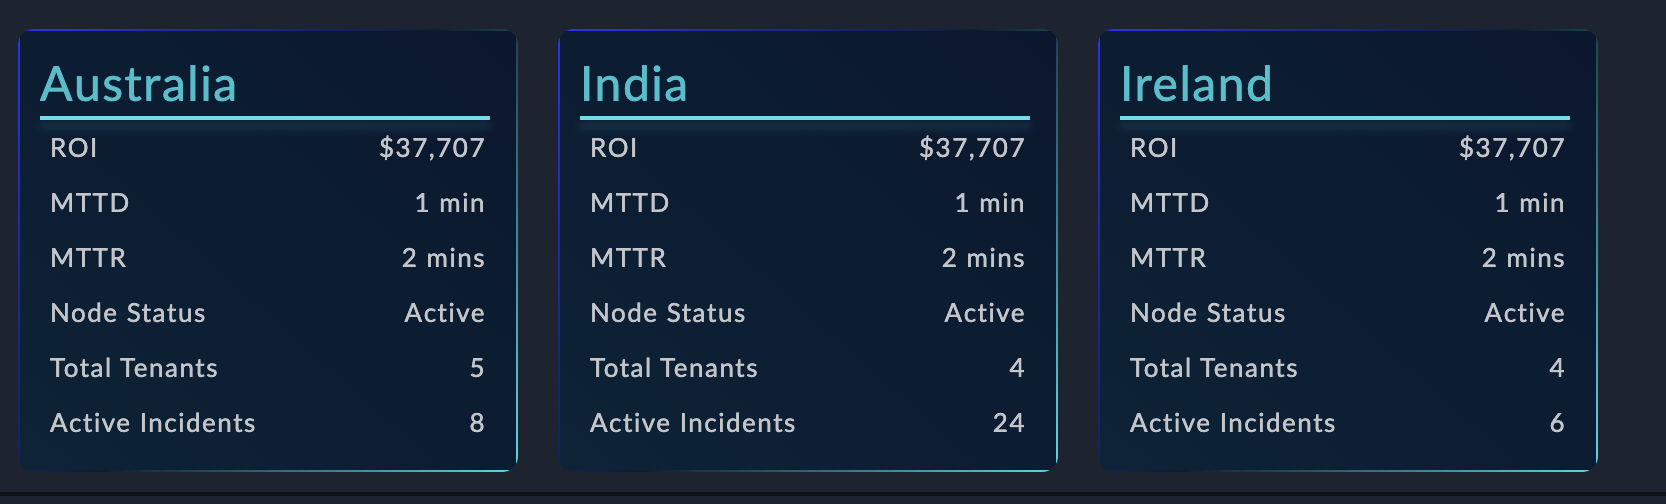 Australia
ROI $37,707
MTTD 1 min
MTTR 2 mins
Node Status Active
Total Tenants 5
Active Incidents 8
India
ROI $37,707
MTTD 1 min
MTTR 2 mins
Node Status Active
Total Tenants 4
Active Incidents 24
Ireland
ROI $37,707
MTTD 1 min
MTTR 2 mins
Node Status Active
Total Tenants 4
Active Incidents 6